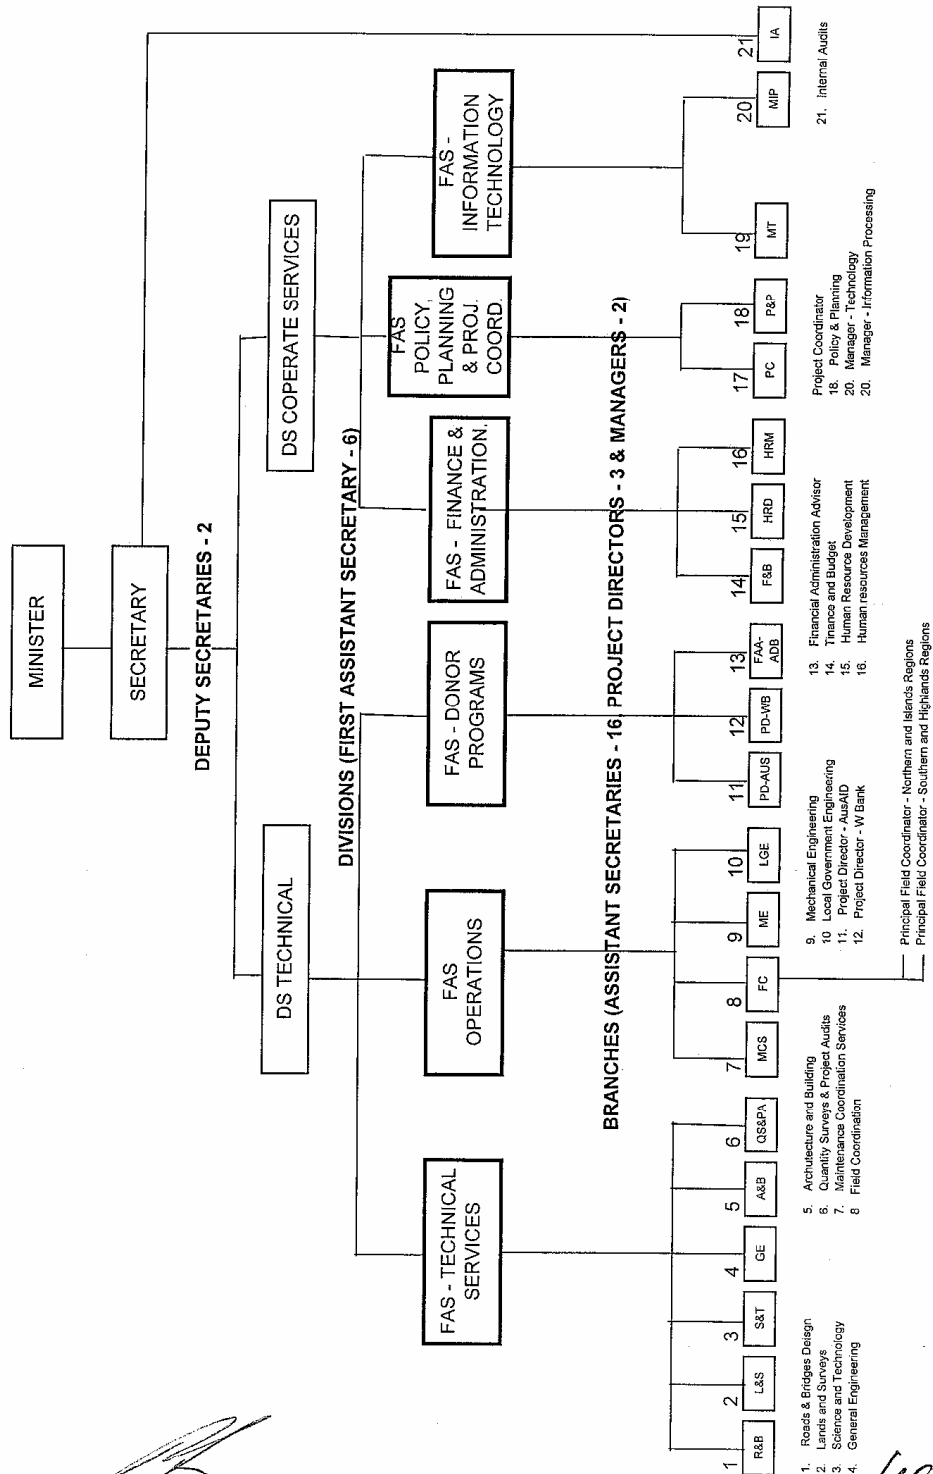 MINISTER
SECRETARY
DEPUTY SECRETARIES - 2
DS TECHNICAL
DS COPERATE SERVICES
DIVISIONS (FIRST ASSISTANT SECRETARY - 6)
FAS - TECHNICAL
SERVICES
FAS
OPERATIONS
FAS - DONOR
PROGRAMS
FAS - FINANCE &
ADMINISTRATION.
FAS
POLICY,
PLANNING
& PROJ.
COORD.
FAS -
INFORMATION
TECHNOLOGY
BRANCHES (ASSISTANT SECRETARIES - 16, PROJECT DIRECTORS - 3 & MANAGERS - 2)
1
R&B
2
L&S
3
S&T
4
GE
5
A&B
6
QS&PA
7
MCS
8
FC
9
ME
10
LGE
11
PD-AUS
12
PD-WB
13
FAA-
ADB
14
F&B
15
HRD
16
HRM
17
PC
18
P&P
19
MT
20
MIP
21
IA
1. Roads & Bridges Deisgn
2. Lands and Surveys
3. Science and Technology
4. General Engineering
5. Archutecture and Building
6. Quantity Surveys & Project Audits
7. Maintenance Coordination Services
8 Field Coordination
9. Mechanical Engineering
10 Local Government Engineering
11. Project Director - AusAID
12. Project Director - W Bank
13. Financial Administration Advisor
14. Tinance and Budget
15. Human Resource Development
16. Human resources Management
Project Coordinator
18. Policy & Planning
20. Manager - Technology
20. Manager - Information Processing
21. Internal Audits
Principal Field Coordinator - Northern and Islands Regions
Principal Field Coordinator - Southern and Highlands Regions